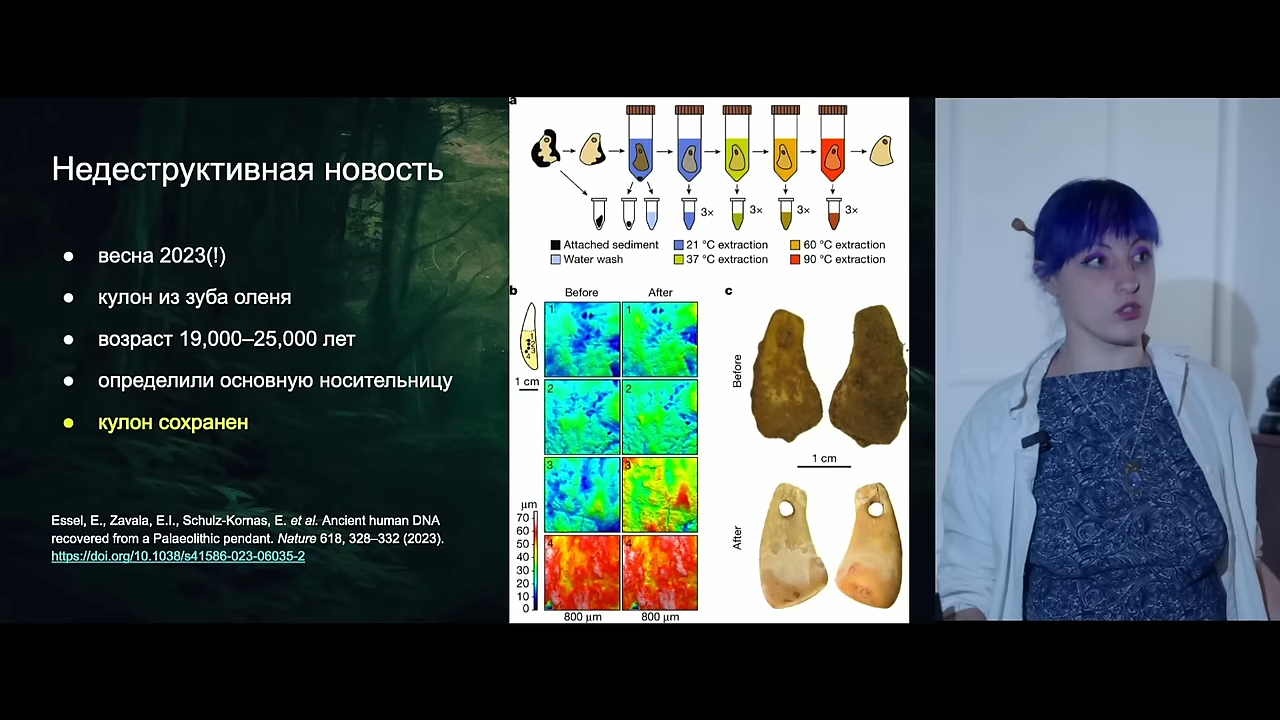 Недеструктивная новость
● весна 2023(!)
● кулон из зуба оленя
● возраст 19,000–25,000 лет
● определили основную носительницу
● кулон сохранен
Essel, E., Zavala, E.I., Schulz-Kornas, E. et al. Ancient human DNA
recovered from a Palaeolithic pendant. Nature 618, 328–332 (2023).
https://doi.org/10.1038/s41586-023-06035-2
a
3× 3× 3× 3×
Attached sediment 21 °C extraction 60 °C extraction
Water wash 37 °C extraction 90 °C extraction
b
Before After
1 1
2 2
3 3
4 4
1 cm
µm
70
60
50
40
30
20
10
0
800 µm 800 µm
c
Before
1 cm
After